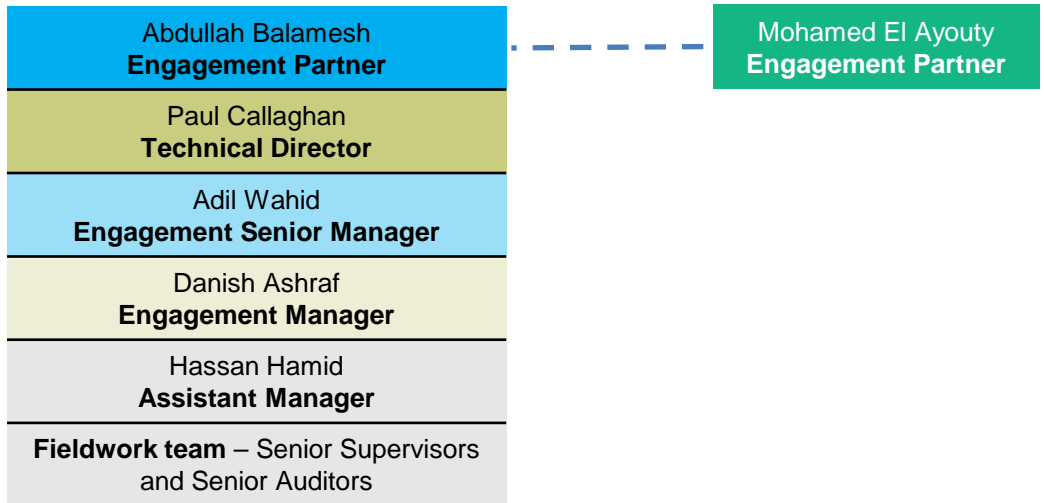 Abdullah Balamesh
Engagement Partner
Mohamed El Ayouty
Engagement Partner
Paul Callaghan
Technical Director
Adil Wahid
Engagement Senior Manager
Danish Ashraf
Engagement Manager
Hassan Hamid
Assistant Manager
Fieldwork team – Senior Supervisors
and Senior Auditors